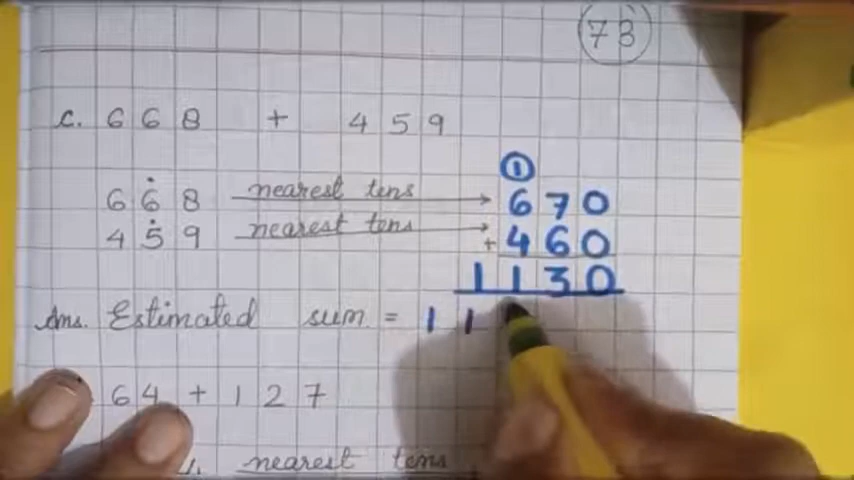 73
c. 668 + 459
1
668 nearest tens → 670
459 nearest tens → + 460
1130
Ans. Estimated sum = 11
64 + 127
nearest tens